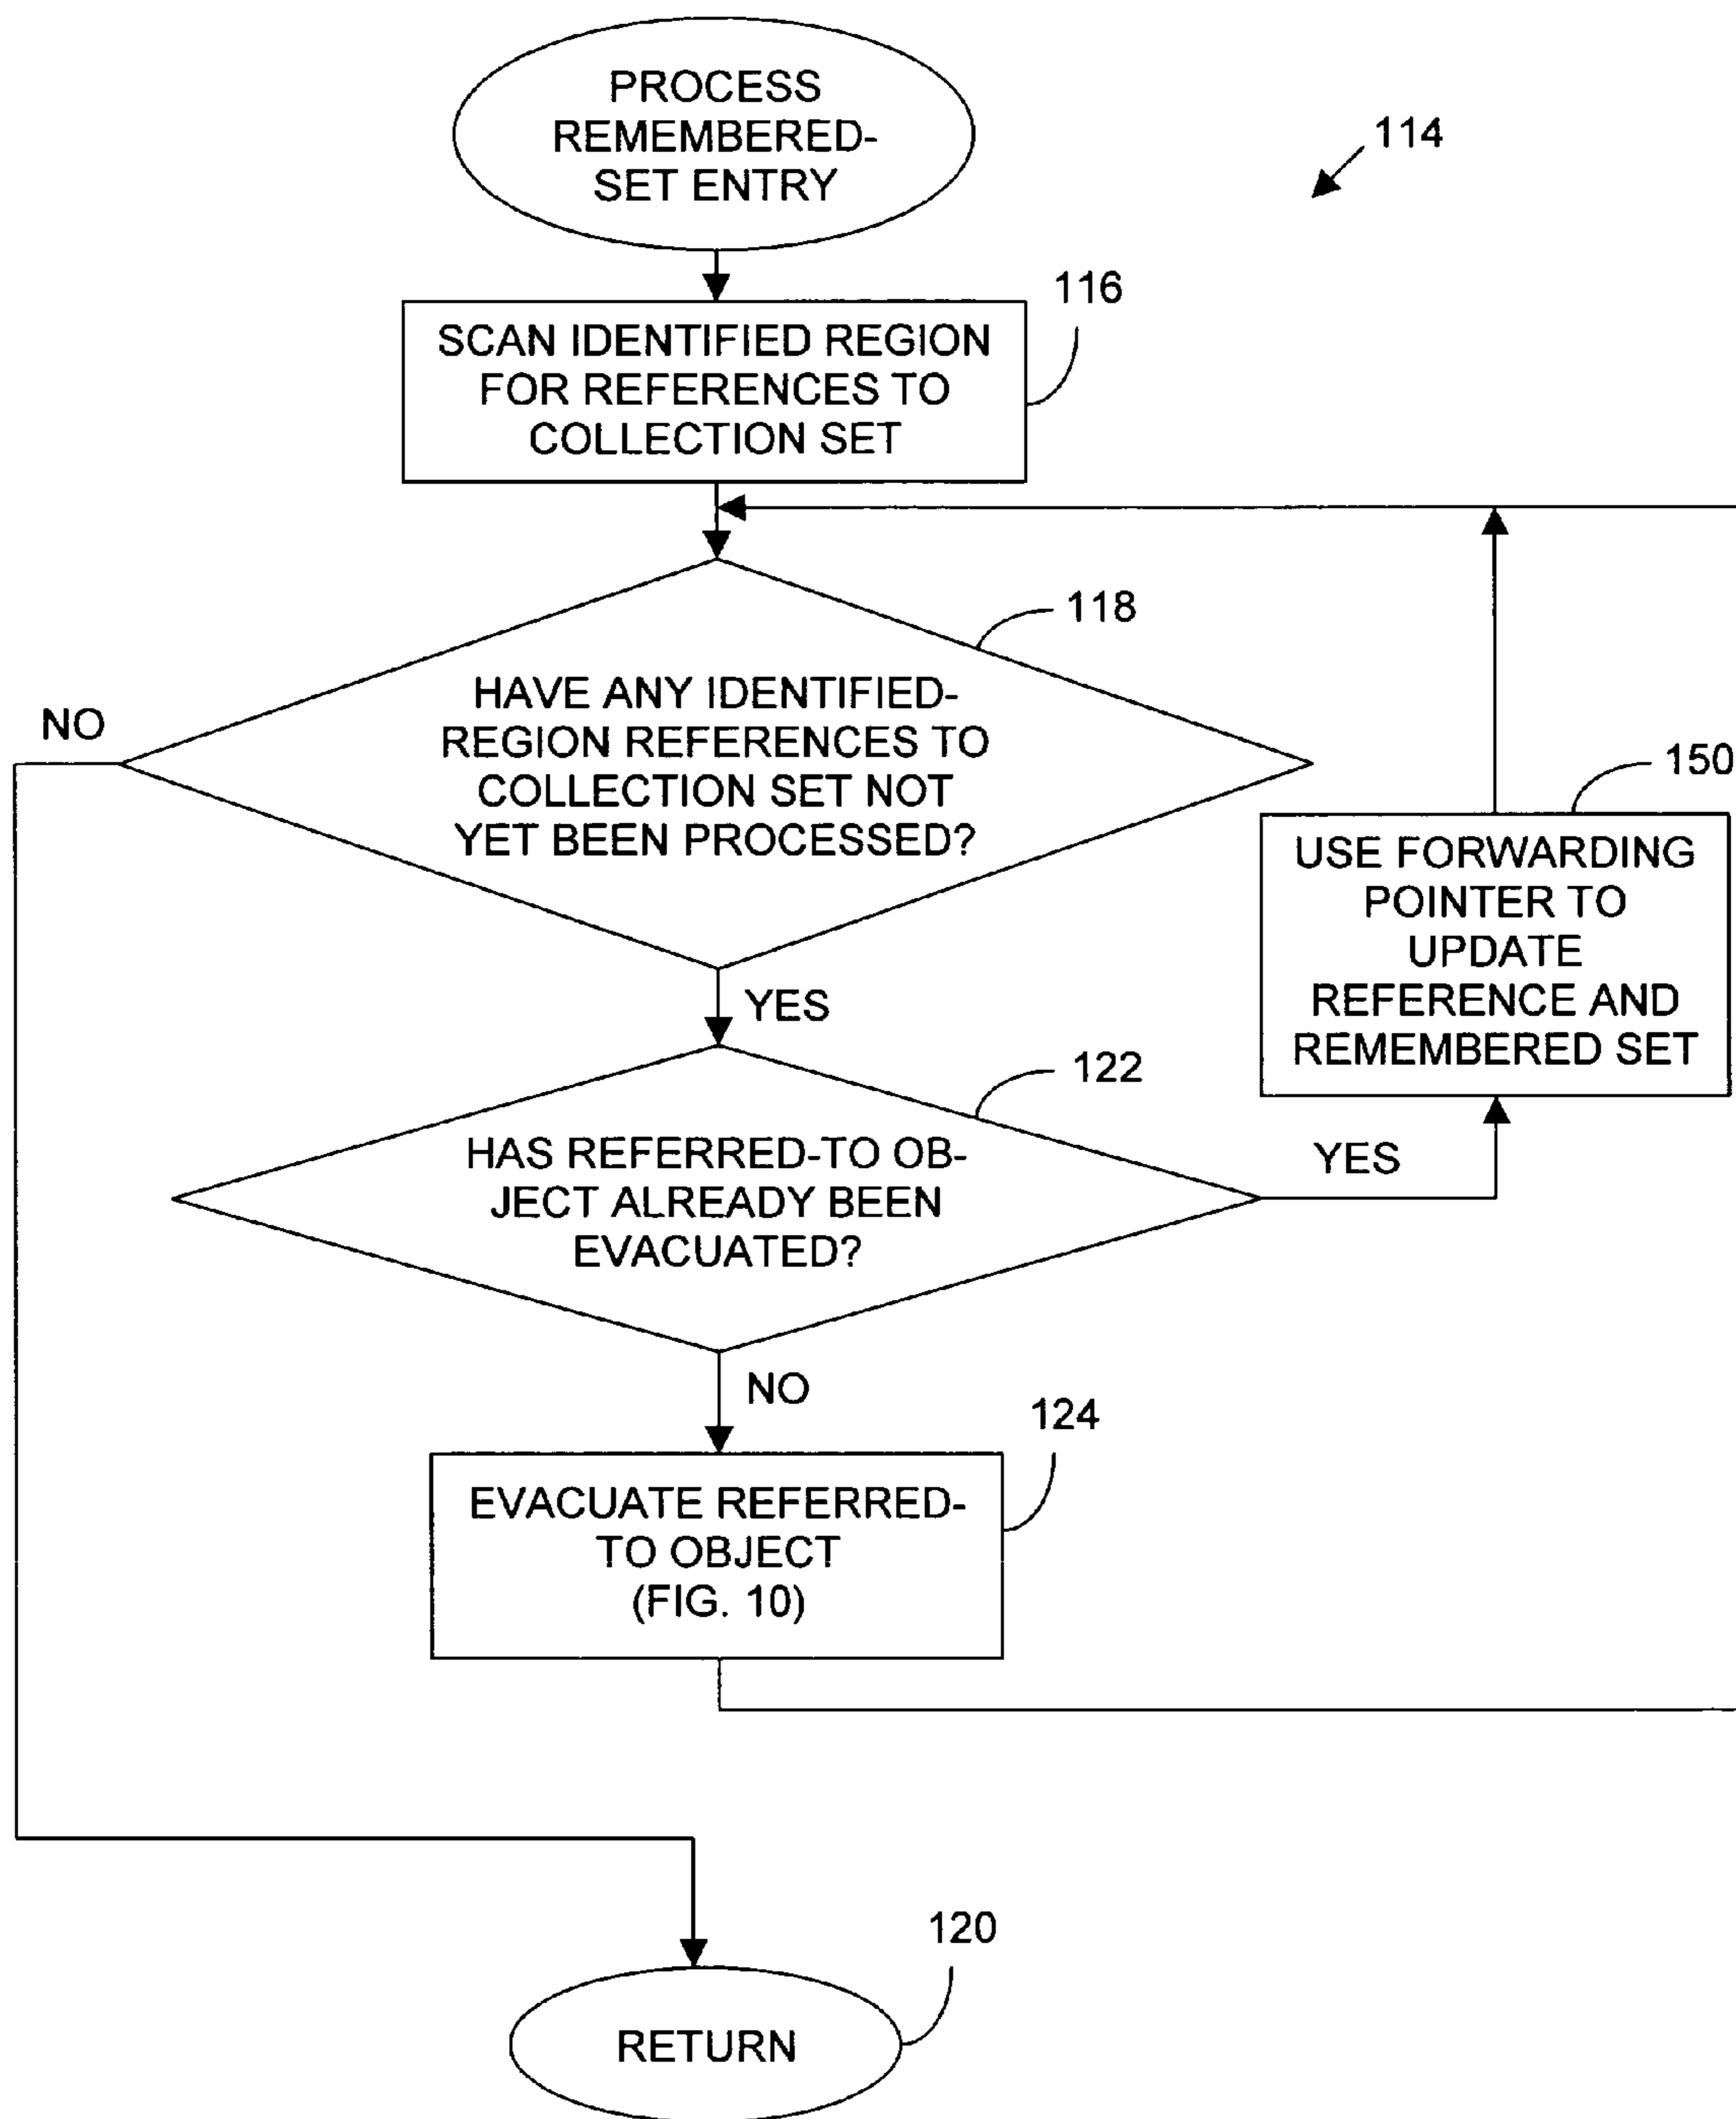 PROCESS
REMEMBERED-
SET ENTRY
114
116
SCAN IDENTIFIED REGION
FOR REFERENCES TO
COLLECTION SET
118
HAVE ANY IDENTIFIED-
REGION REFERENCES TO
COLLECTION SET NOT
YET BEEN PROCESSED?
NO
YES
150
USE FORWARDING
POINTER TO
UPDATE
REFERENCE AND
REMEMBERED SET
122
HAS REFERRED-TO OB-
JECT ALREADY BEEN
EVACUATED?
YES
NO
124
EVACUATE REFERRED-
TO OBJECT
(FIG. 10)
120
RETURN